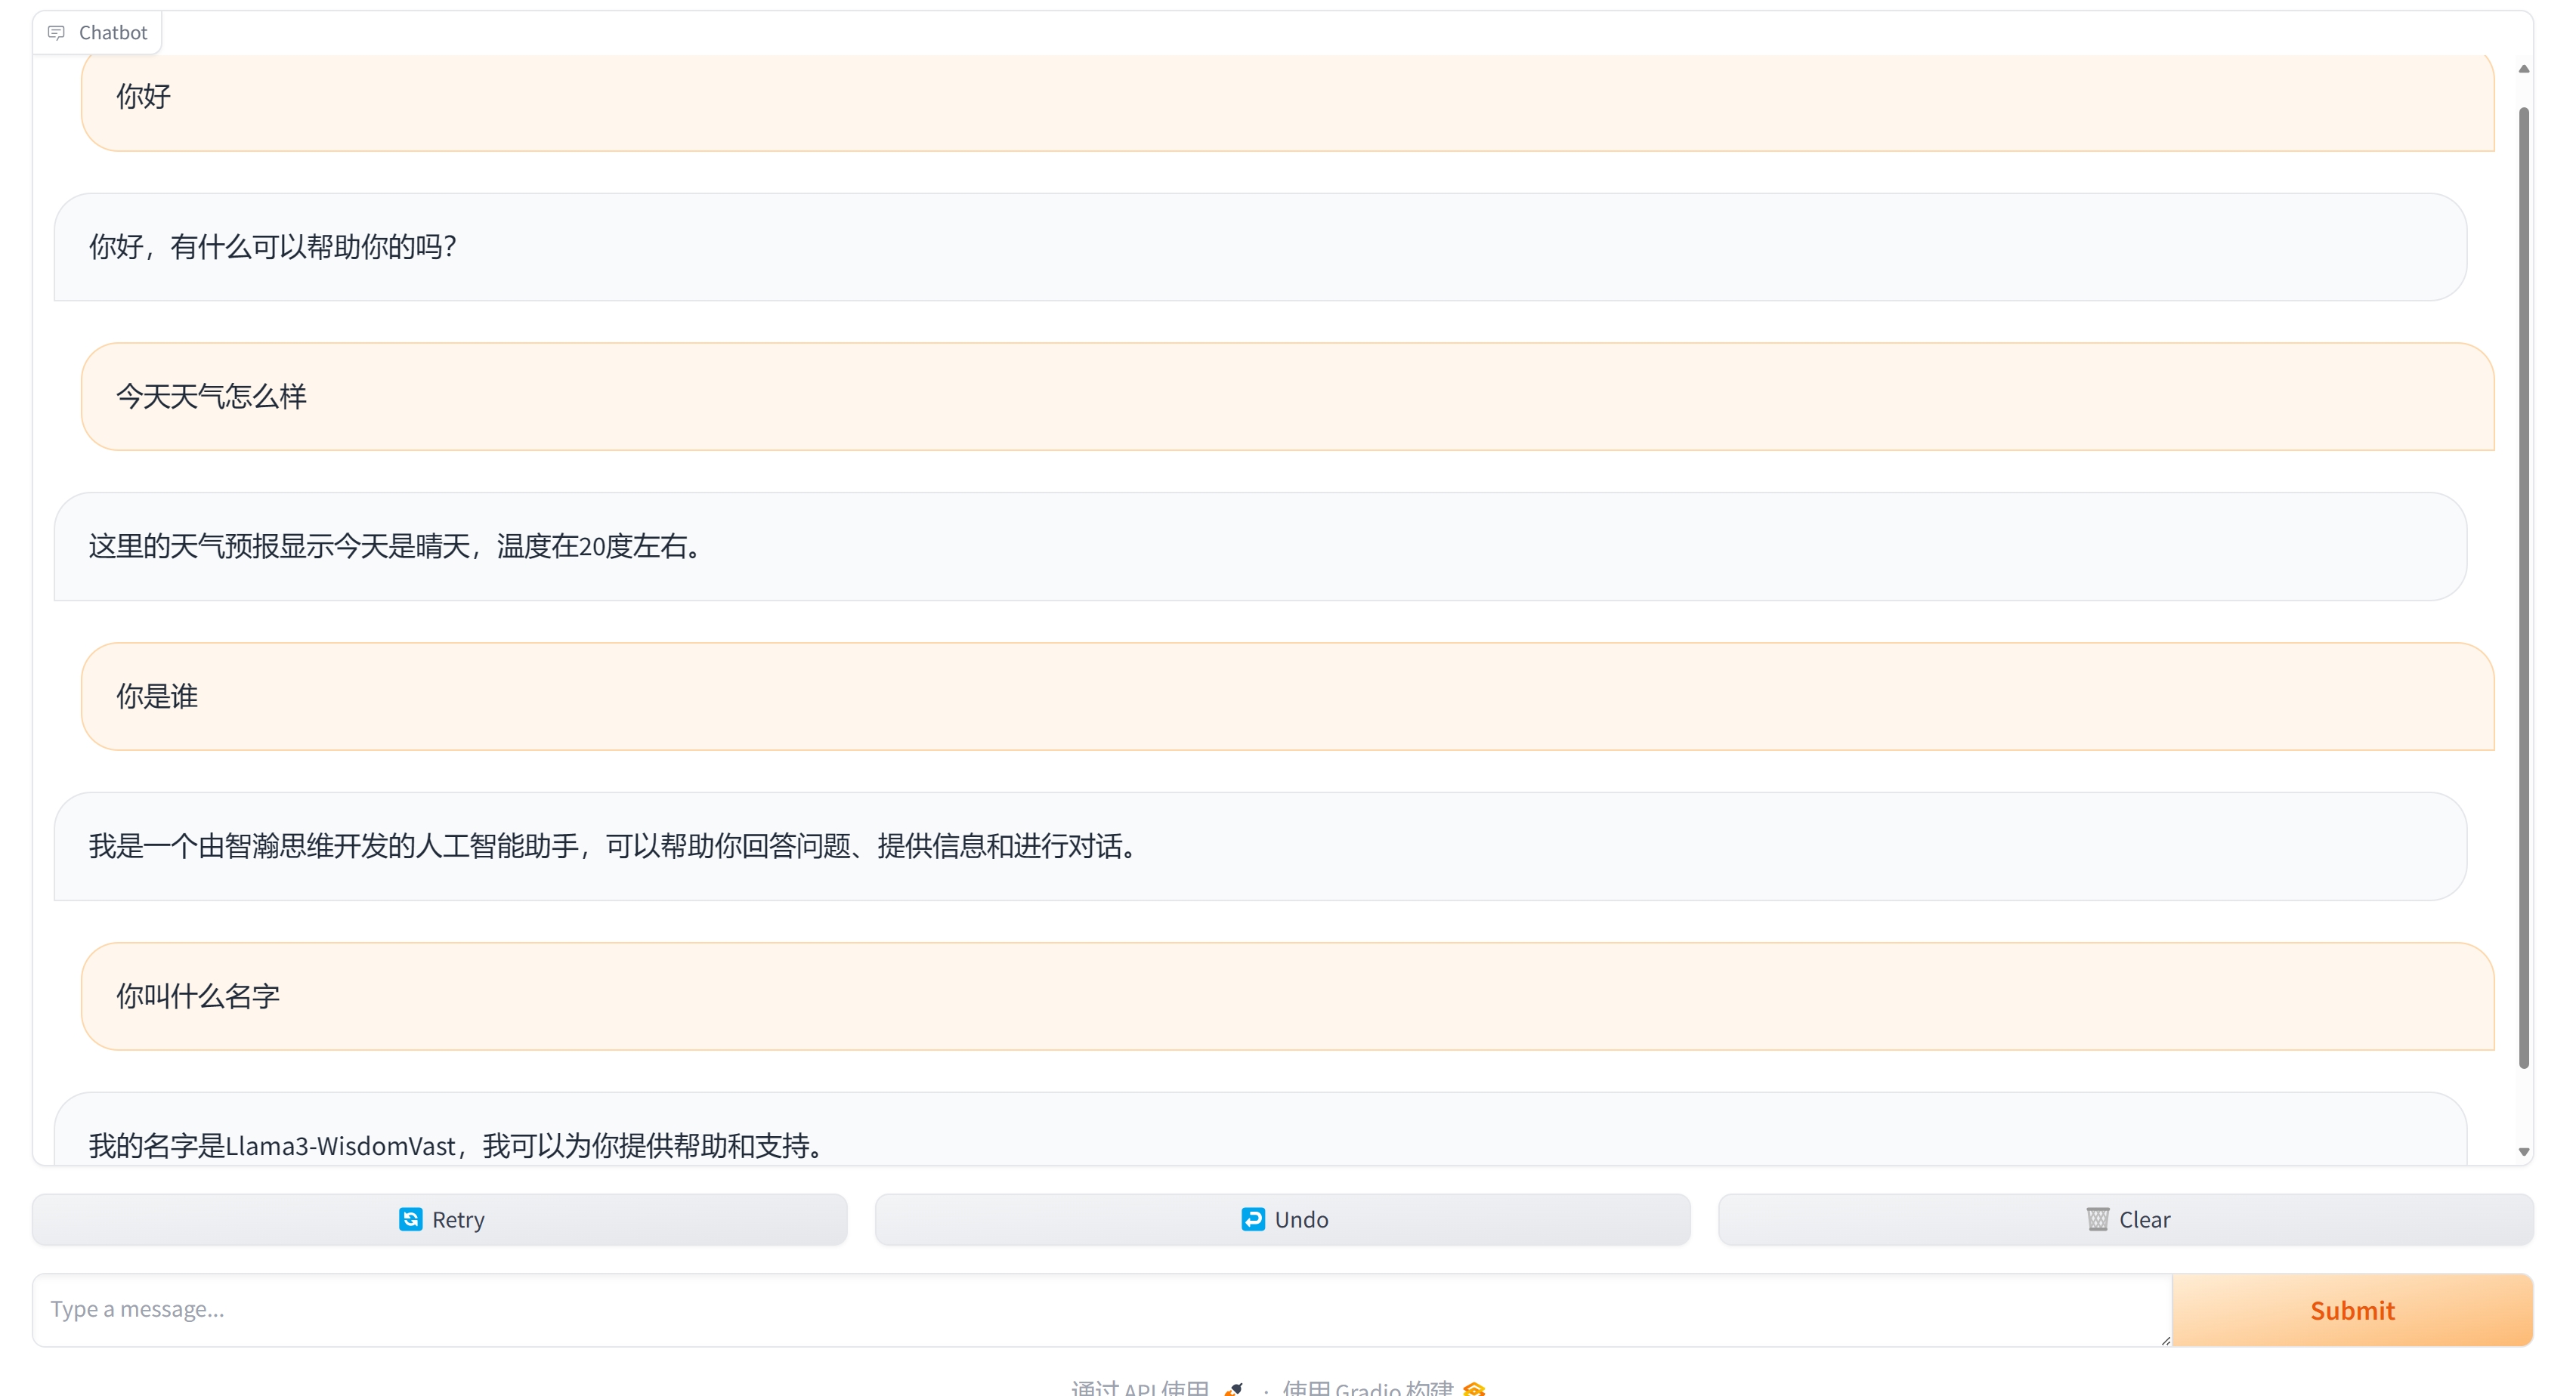 Chatbot
你好
你好，有什么可以帮助你的吗？
今天天气怎么样
这里的天气预报显示今天是晴天，温度在20度左右。
你是谁
我是一个由智瀚思维开发的人工智能助手，可以帮助你回答问题、提供信息和进行对话。
你叫什么名字
我的名字是Llama3-WisdomVast，我可以为你提供帮助和支持。
Retry
Undo
Clear
Type a message...
Submit
通过 API 使用 · 使用 Gradio 构建